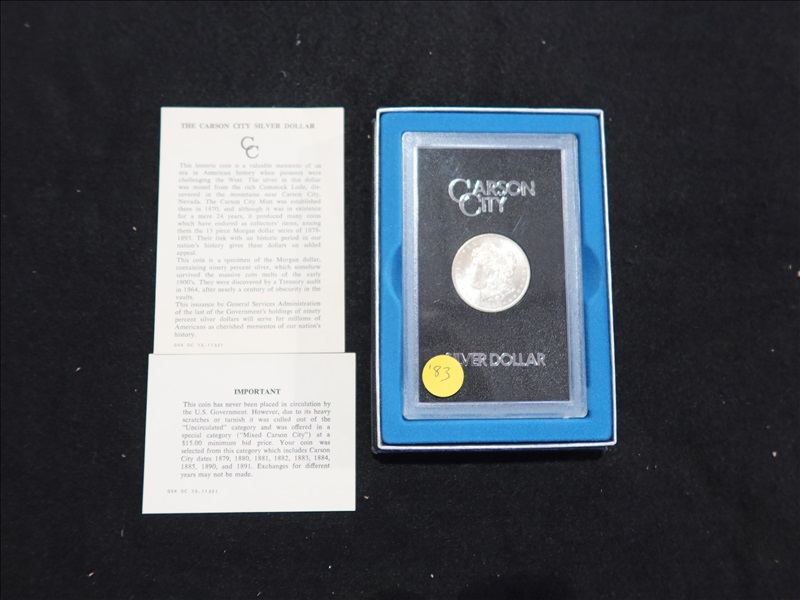 THE CARSON CITY SILVER DOLLAR
CC
This historic coin is a valuable memento of an
era in American history when pioneers were
challenging the West. The silver in this dollar
was mined from the rich Comstock Lode, dis-
covered in the mountains near Carson City,
Nevada. The Carson City Mint was established
then in 1870, and although it was in existence
for a mere 24 years, it produced many coins
which have endured as collectors' items, among
them the 13 piece Morgan dollar series of 1878-
1893. Their link with an historic period in our
nation's history gives these dollars an added
appeal.
This coin is a specimen of the Morgan dollar,
containing ninety percent silver, which somehow
survived the massive coin melts of the early
1900's. They were discovered by a Treasury audit
in 1964, after nearly a century of obscurity in the
vaults.
This issuance by General Services Administration
of the last of the Government's holdings of ninety
percent silver dollars will serve for millions of
Americans as cherished mementos of our nation's
history.
GSA DC
IMPORTANT
This coin has never been placed in circulation by
the U.S. Government. However, due to its heavy
scratches or tarnish it was culled out of the
"Uncirculated" category and was offered in a
special category ("Mixed Carson City") at a
$15.00 minimum bid price. Your coin was
selected from this category which includes Carson
City dates 1879, 1880, 1881, 1882, 1883, 1884,
1885, 1890, and 1891. Exchanges for different
years may not be made.
GSA DC
CARSON
CITY
SILVER DOLLAR
'83